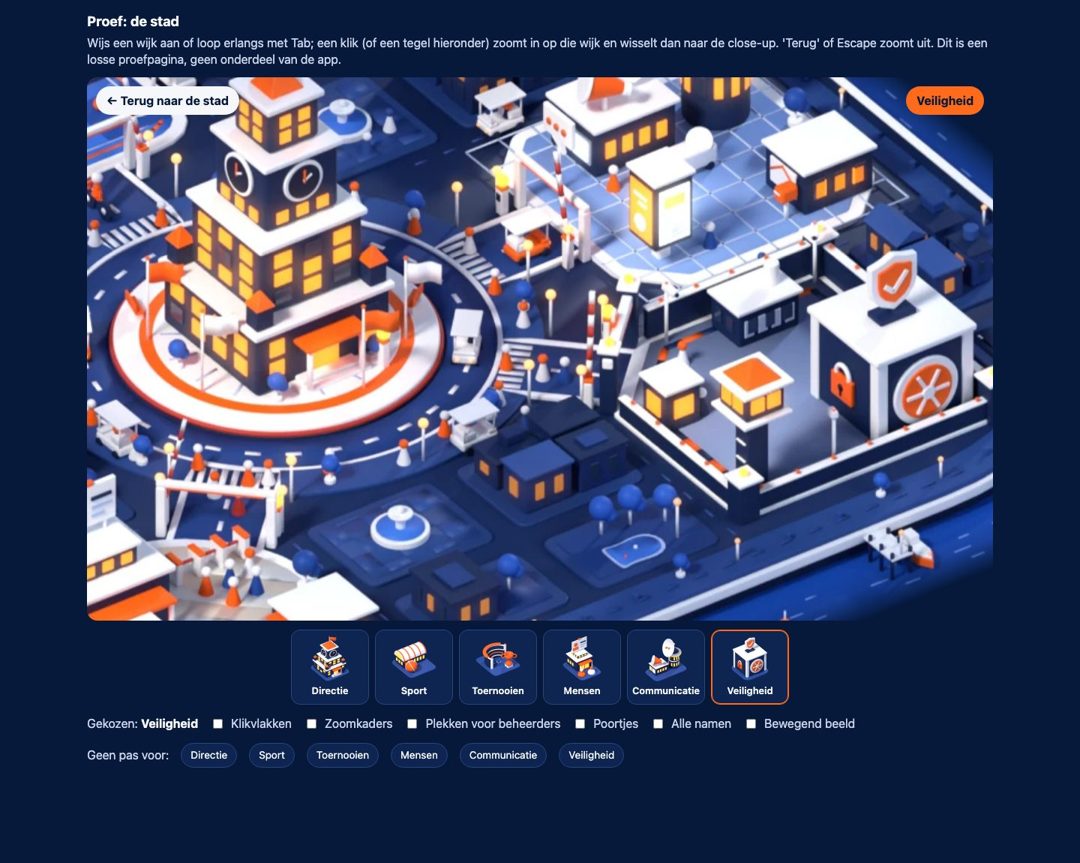 Proef: de stad
Wijs een wijk aan of loop erlangs met Tab; een klik (of een tegel hieronder) zoomt in op die wijk en wisselt dan naar de close-up. 'Terug' of Escape zoomt uit. Dit is een
losse proefpagina, geen onderdeel van de app.
← Terug naar de stad
Veiligheid
Directie
Sport
Toernooien
Mensen
Communicatie
Veiligheid
Gekozen: Veiligheid
Klikvlakken
Zoomkaders
Plekken voor beheerders
Poortjes
Alle namen
Bewegend beeld
Geen pas voor:
Directie
Sport
Toernooien
Mensen
Communicatie
Veiligheid